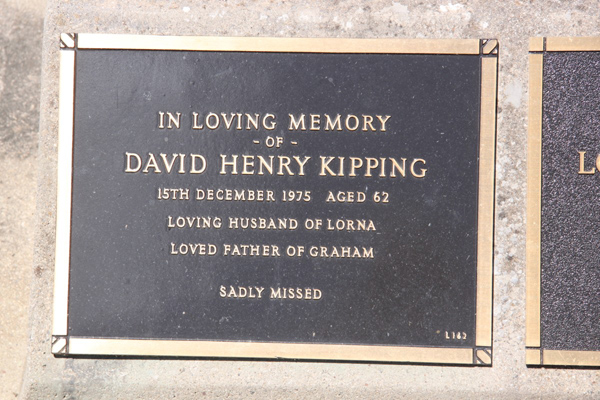 IN LOVING MEMORY
- OF -
DAVID HENRY KIPPING
15TH DECEMBER 1975 AGED 62
LOVING HUSBAND OF LORNA
LOVED FATHER OF GRAHAM
SADLY MISSED